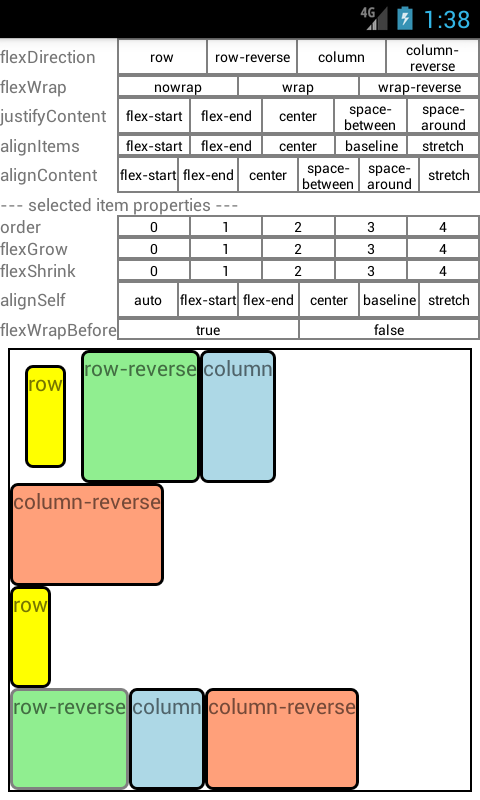 4G 1:38
flexDirection row row-reverse column column-reverse
flexWrap nowrap wrap wrap-reverse
justifyContent flex-start flex-end center space-between space-around
alignItems flex-start flex-end center baseline stretch
alignContent flex-start flex-end center space-between space-around stretch
--- selected item properties ---
order 0 1 2 3 4
flexGrow 0 1 2 3 4
flexShrink 0 1 2 3 4
alignSelf auto flex-start flex-end center baseline stretch
flexWrapBefore true false
row row-reverse column
column-reverse
row
row-reverse column column-reverse